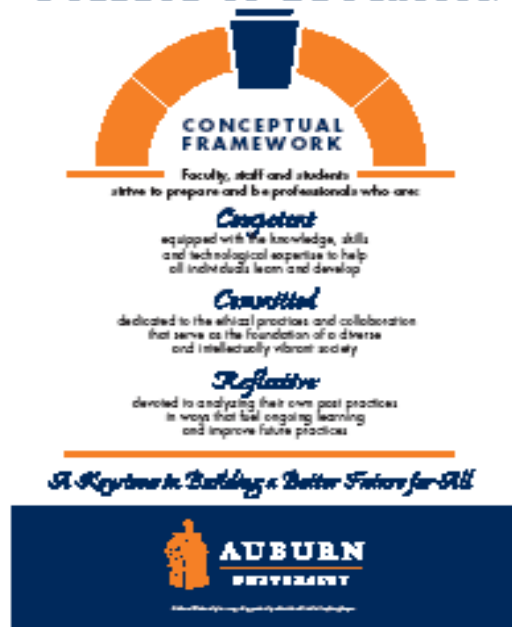 CONCEPTUAL
FRAMEWORK
Faculty, staff and students
strive to prepare and be professionals who are:
Competent
equipped with the knowledge, skills
and technological expertise to help
all individuals learn and develop
Committed
dedicated to the ethical practices and collaboration
that serve as the foundation of a diverse
and intellectually vibrant society
Reflective
devoted to analyzing their own past practices
in ways that fuel ongoing learning
and improve future practices
A Keystone in Building a Better Future for All
AUBURN
UNIVERSITY